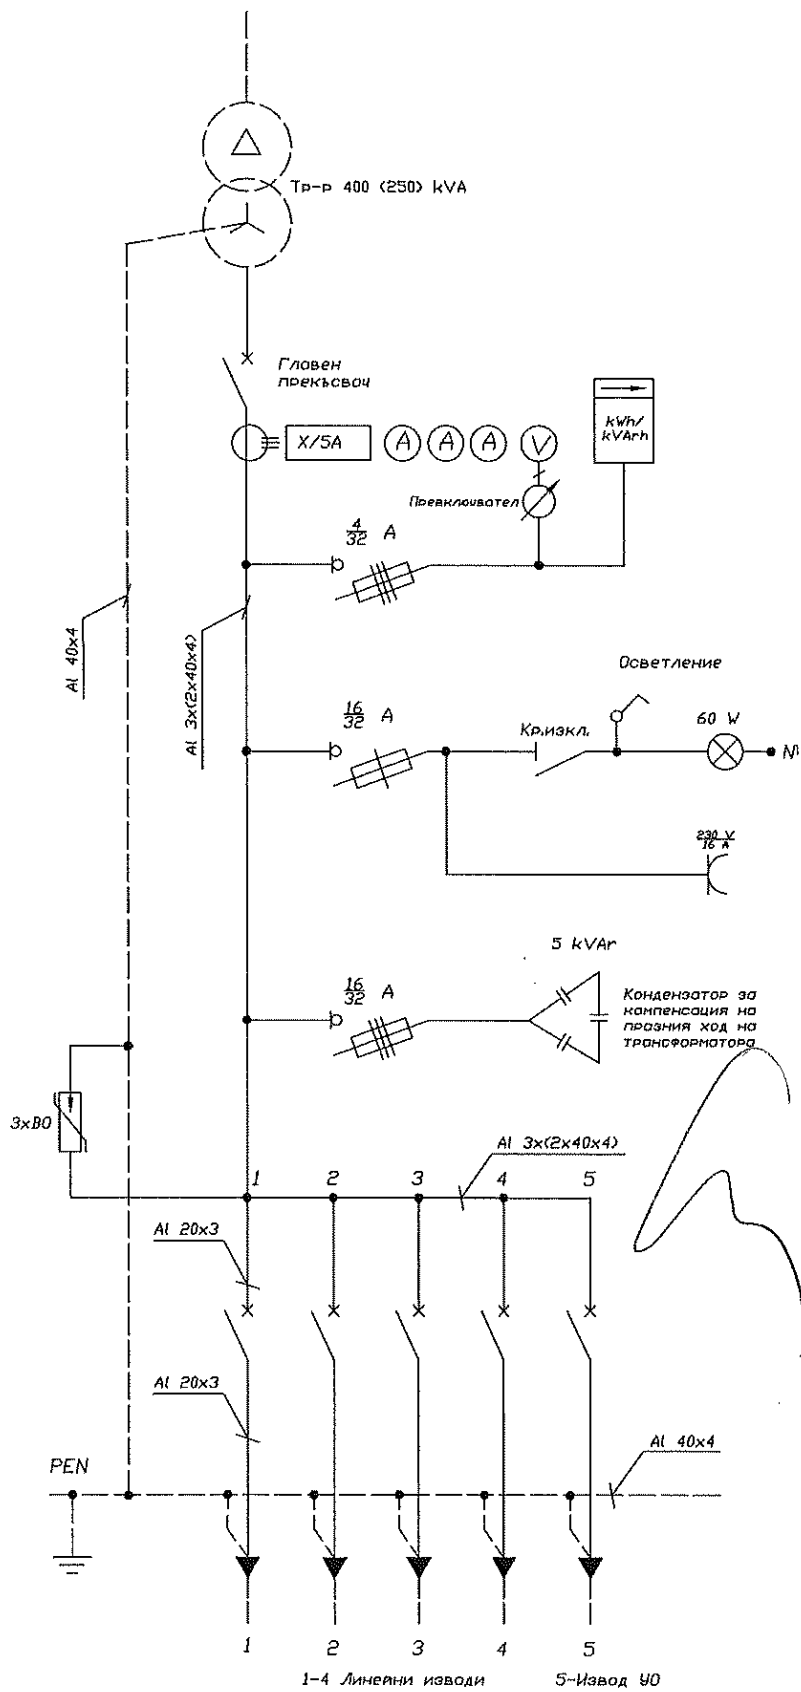 Тр-р 400 (250) kVA
Главен
прекъсвач
X/5A
A
A
A
V
kWh/
kVArh
Превключвател
4/32 A
Al 40x4
Al 3x(2x40x4)
Осветление
16/32 A
Кр.изкл.
60 W
N
230 V
16 A
5 kVAr
16/32 A
Кондензатор за
компенсация на
празния ход на
трансформатора
3xВО
Al 3x(2x40x4)
1 2 3 4 5
Al 20x3
Al 20x3
Al 40x4
PEN
1 2 3 4 5
1-4 Линейни изводи
5-Извод УО